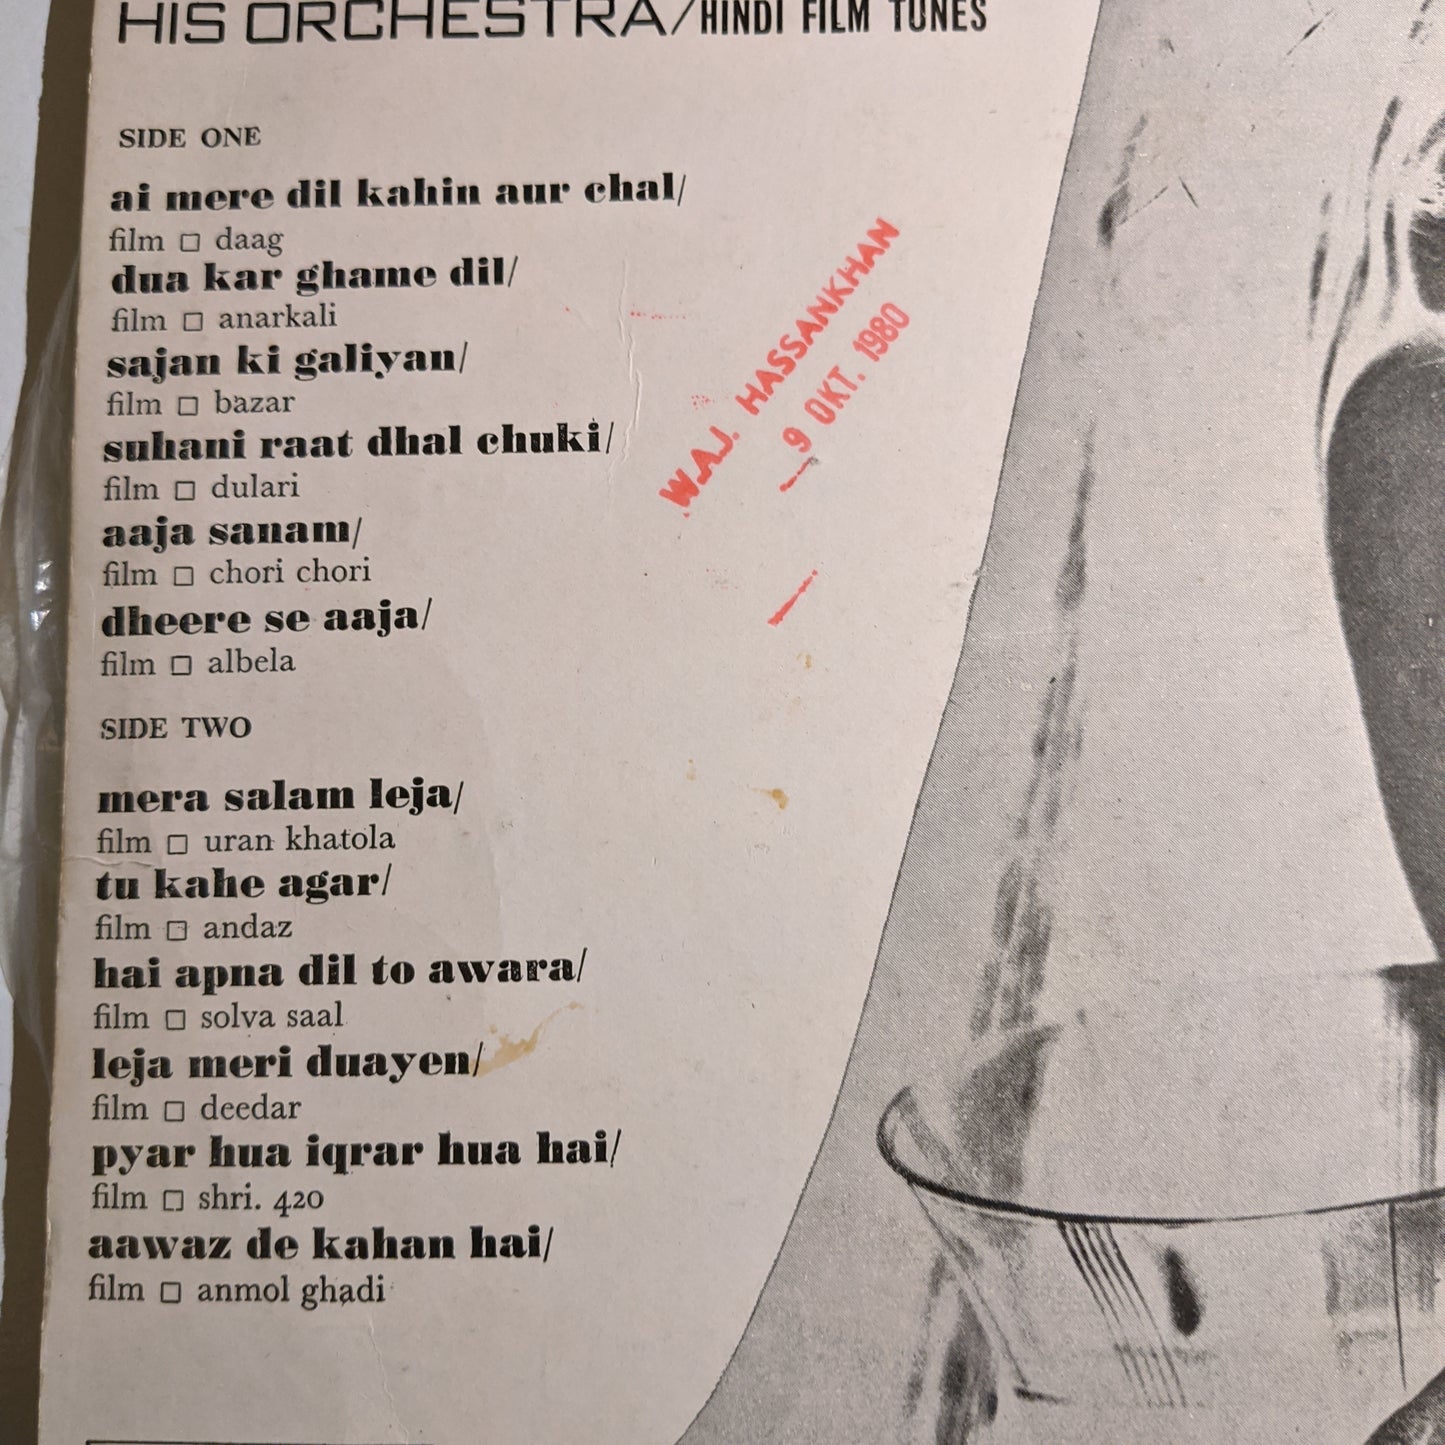 HIS ORCHESTRA/HINDI FILM TUNES
SIDE ONE
ai mere dil kahin aur chal/
film □ daag
dua kar ghame dil/
film □ anarkali
sajan ki galiyan/
film □ bazar
suhani raat dhal chuki/
film □ dulari
aaja sanam/
film □ chori chori
dheere se aaja/
film □ albela
SIDE TWO
mera salam leja/
film □ uran khatola
tu kahe agar/
film □ andaz
hai apna dil to awara/
film □ solva saal
leja meri duayen/
film □ deedar
pyar hua iqrar hua hai/
film □ shri. 420
aawaz de kahan hai/
film □ anmol ghadi
W.A.J. HASSANKHAN
9 OKT. 1980